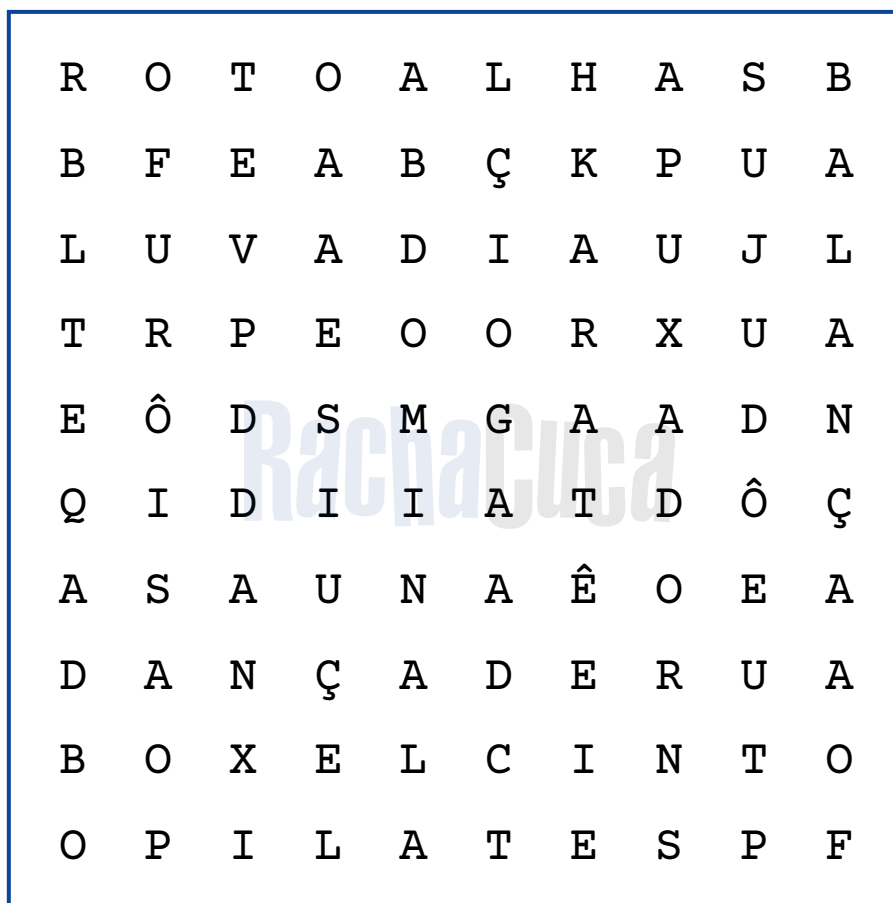 R O T O A L H A S B
B F E A B Ç K P U A
L U V A D I A U J L
T R P E O O R X U A
E Ô D S M G A A D N
Q I D I I A T D Ô Ç
A S A U N A Ê O E A
D A N Ç A D E R U A
B O X E L C I N T O
O P I L A T E S P F
RachaCuca